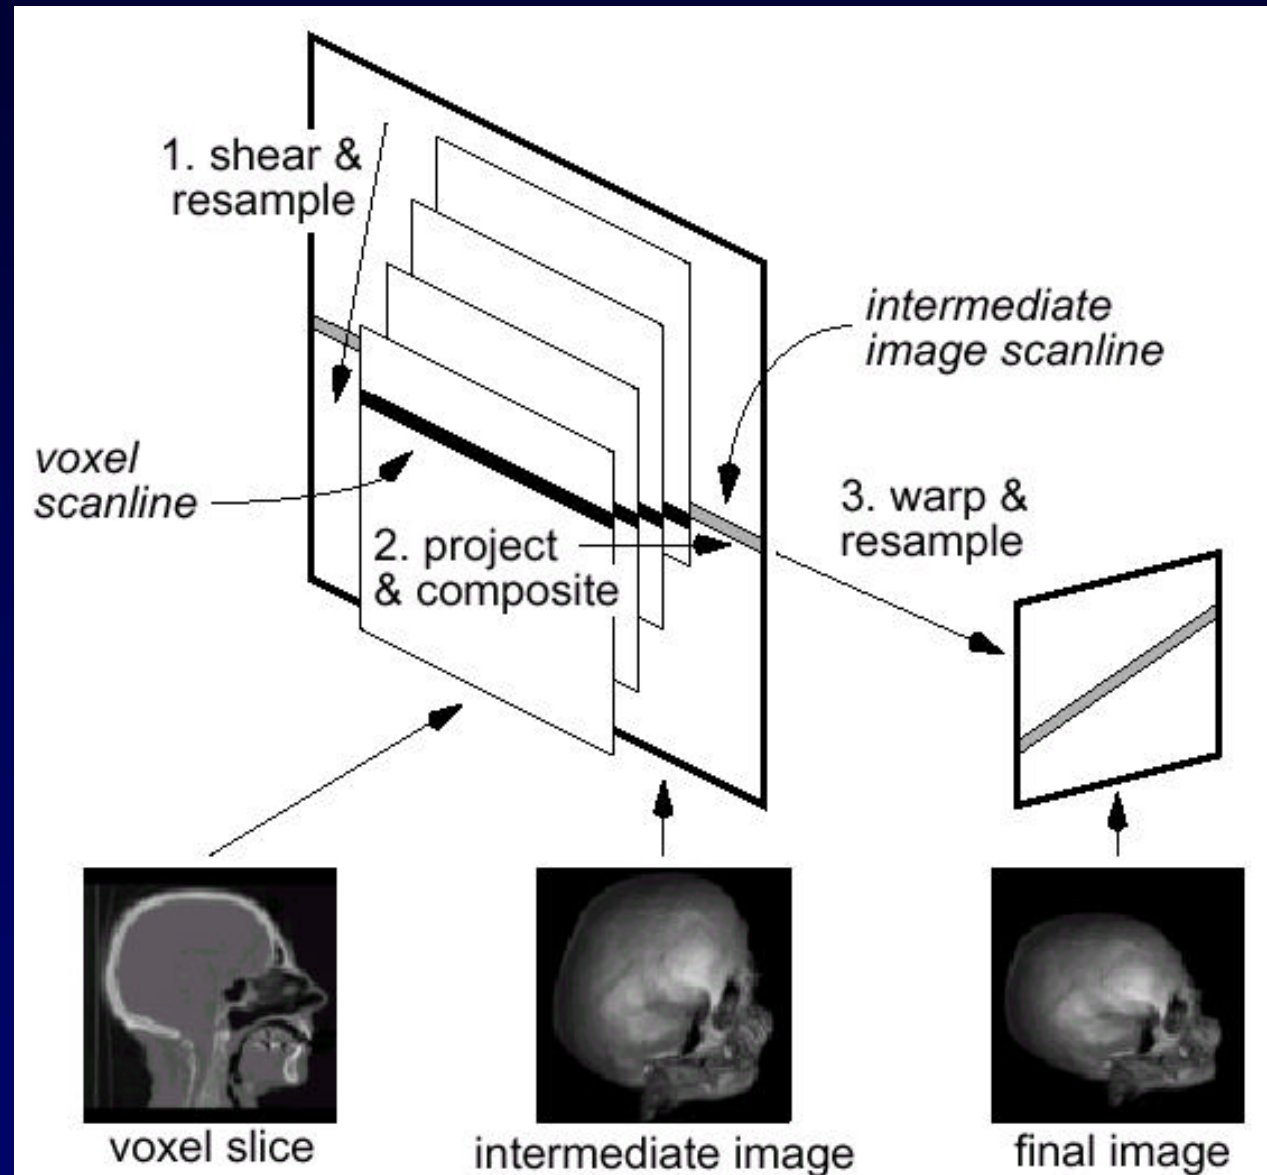 1. shear &
resample
intermediate
image scanline
voxel
scanline
3. warp &
resample
2. project
& composite
voxel slice
intermediate image
final image